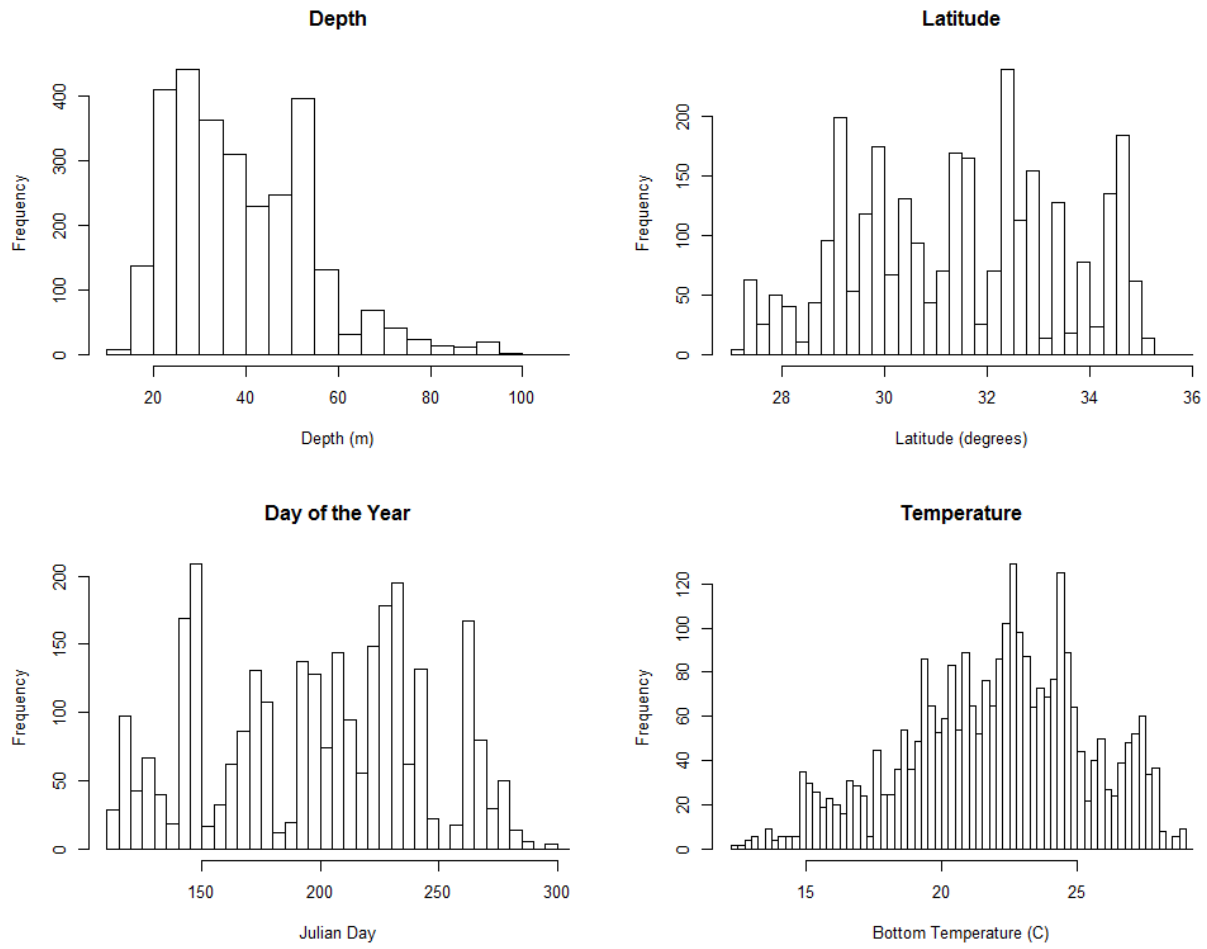 Depth
Frequency
0 100 200 300 400
20 40 60 80 100
Depth (m)
Latitude
Frequency
0 50 100 150 200
28 30 32 34 36
Latitude (degrees)
Day of the Year
Frequency
0 50 100 150 200
150 200 250 300
Julian Day
Temperature
Frequency
0 20 40 60 80 100 120
15 20 25
Bottom Temperature (C)